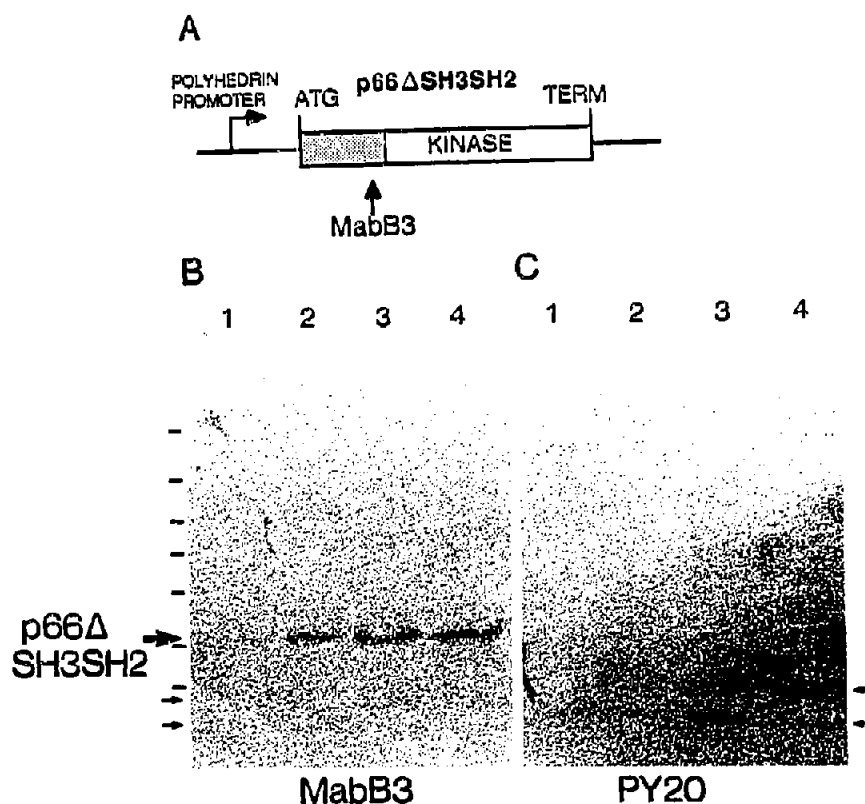 A
POLYHEDRIN
PROMOTER
ATG
p66ΔSH3SH2
TERM
KINASE
MabB3
B
C
1 2 3 4
1 2 3 4
p66Δ
SH3SH2
MabB3
PY20